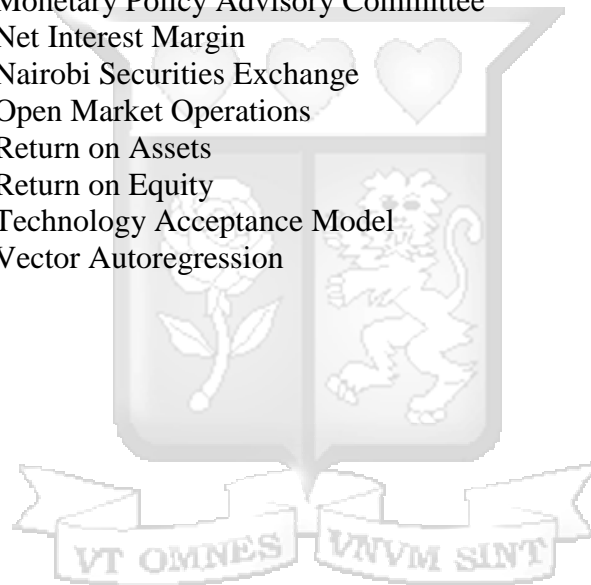 Monetary Policy Advisory Committee
Net Interest Margin
Nairobi Securities Exchange
Open Market Operations
Return on Assets
Return on Equity
Technology Acceptance Model
Vector Autoregression
VT OMNES VNVM SINT